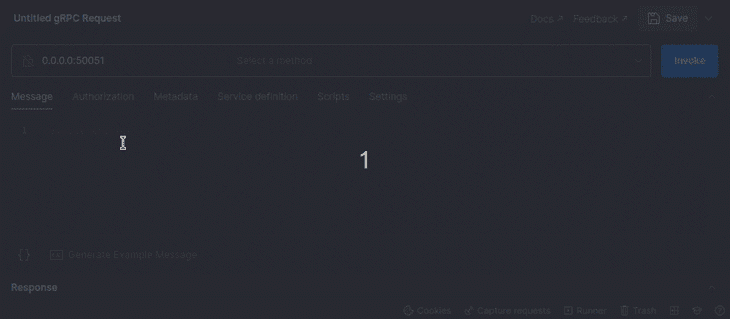 Untitled gRPC Request
Docs ↗ Feedback ↗ Save
0.0.0.0:50051 Select a method Invoke
Message Authorization Metadata Service definition Scripts Settings
1
1
{} Generate Example Message
Response
Cookies Capture requests Runner Trash